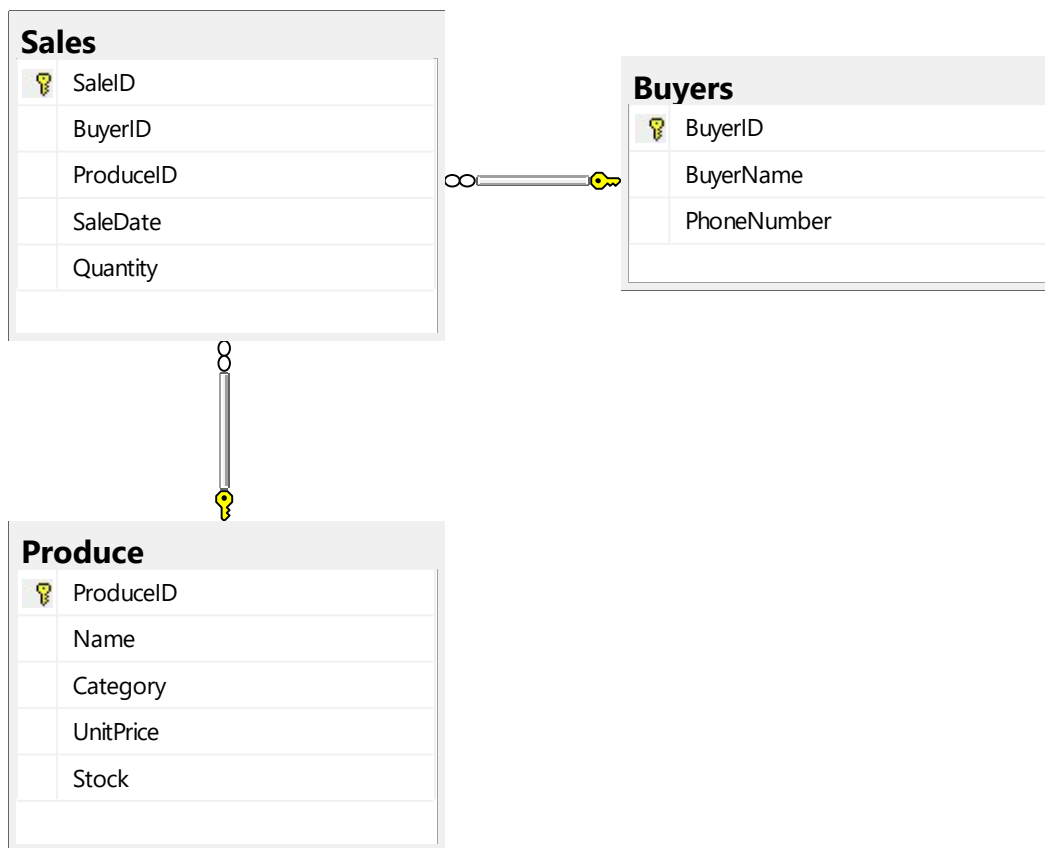 Sales
SaleID
BuyerID
ProduceID
SaleDate
Quantity
Buyers
BuyerID
BuyerName
PhoneNumber
Produce
ProduceID
Name
Category
UnitPrice
Stock